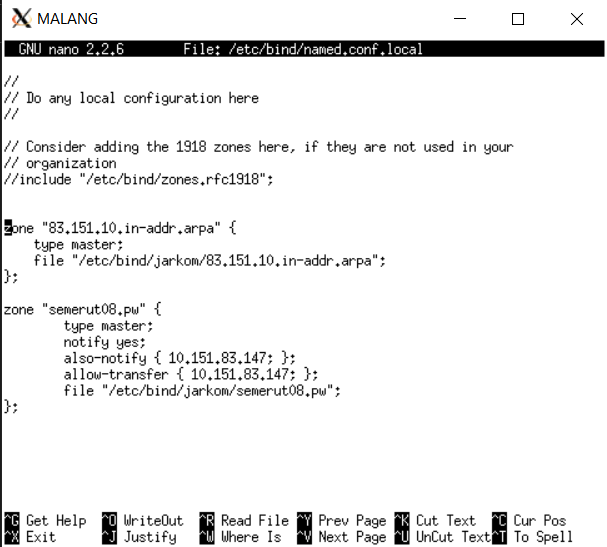 MALANG
GNU nano 2.2.6 File: /etc/bind/named.conf.local
//
// Do any local configuration here
//
// Consider adding the 1918 zones here, if they are not used in your
// organization
//include "/etc/bind/zones.rfc1918";
zone "83.151.10.in-addr.arpa" {
    type master;
    file "/etc/bind/jarkom/83.151.10.in-addr.arpa";
};
zone "semerut08.pw" {
        type master;
        notify yes;
        also-notify { 10.151.83.147; };
        allow-transfer { 10.151.83.147; };
        file "/etc/bind/jarkom/semerut08.pw";
};
^G Get Help ^O WriteOut ^R Read File ^Y Prev Page ^K Cut Text ^C Cur Pos
^X Exit ^J Justify ^W Where Is ^V Next Page ^U UnCut Text ^T To Spell